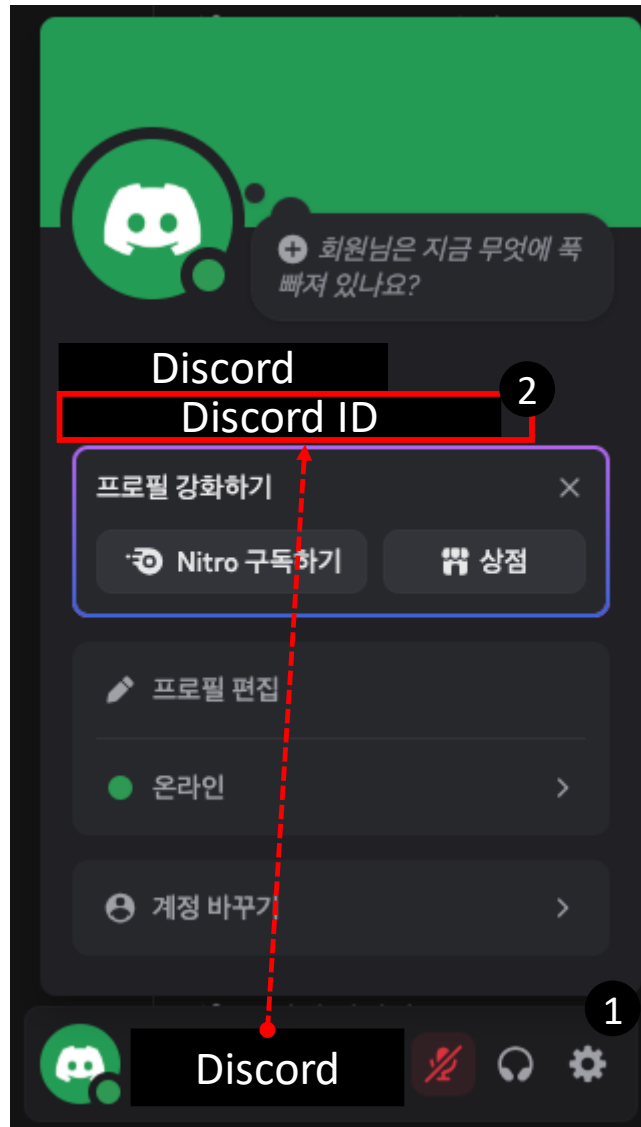 회원님은 지금 무엇에 푹
빠져 있나요?
Discord
2
Discord ID
프로필 강화하기
Nitro 구독하기
상점
프로필 편집
온라인
계정 바꾸기
1
Discord